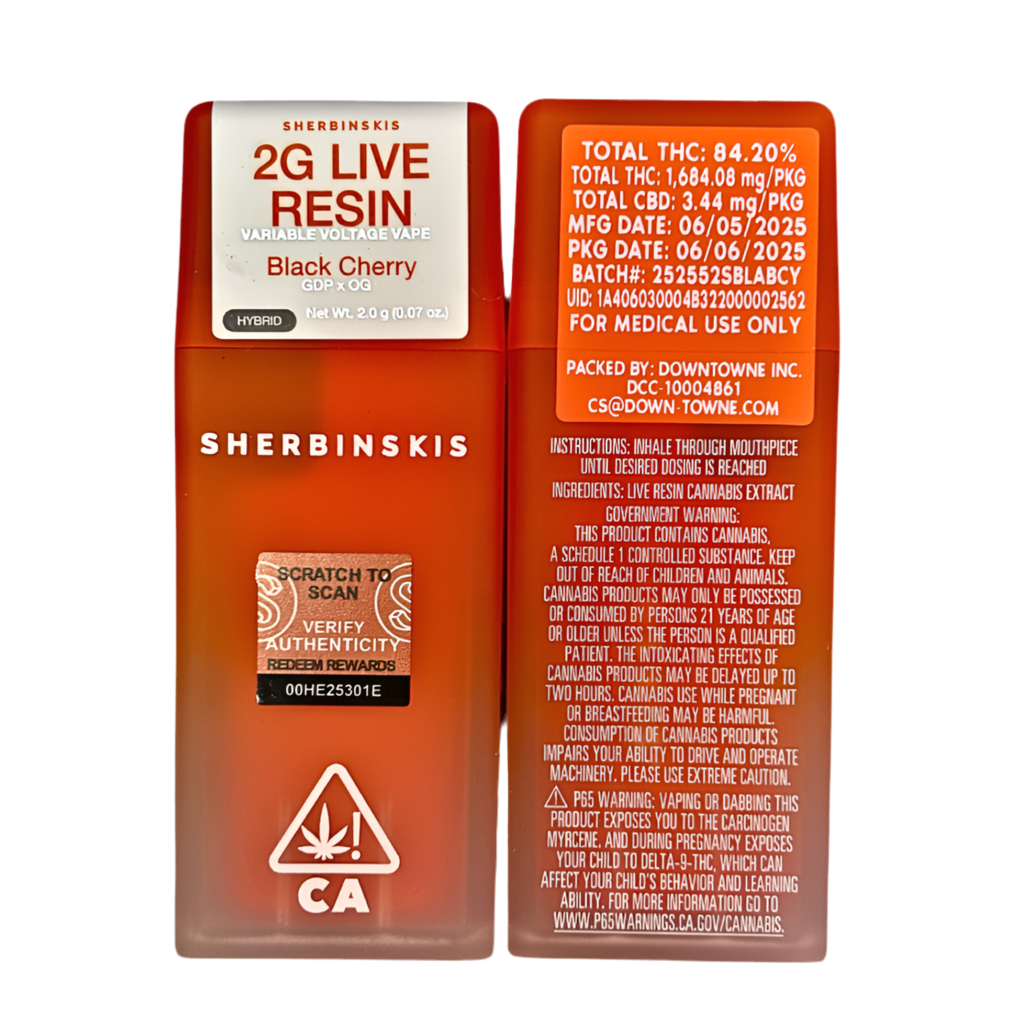 SHERBINSKIS
2G LIVE
RESIN
VARIABLE VOLTAGE VAPE
Black Cherry
GDP x OG
HYBRID
Net Wt. 2.0 g (0.07 oz.)
SHERBINSKIS
SCRATCH TO
SCAN
VERIFY
AUTHENTICITY
REDEEM REWARDS
00HE25301E
CA
TOTAL THC: 84.20%
TOTAL THC: 1,684.08 mg/PKG
TOTAL CBD: 3.44 mg/PKG
MFG DATE: 06/05/2025
PKG DATE: 06/06/2025
BATCH#: 252552SBLABCY
UID: 1A406030004B322000002562
FOR MEDICAL USE ONLY
PACKED BY: DOWNTOWNE INC.
DCC-10004861
CS@DOWN-TOWNE.COM
INSTRUCTIONS: INHALE THROUGH MOUTHPIECE
UNTIL DESIRED DOSING IS REACHED
INGREDIENTS: LIVE RESIN CANNABIS EXTRACT
GOVERNMENT WARNING:
THIS PRODUCT CONTAINS CANNABIS,
A SCHEDULE 1 CONTROLLED SUBSTANCE. KEEP
OUT OF REACH OF CHILDREN AND ANIMALS.
CANNABIS PRODUCTS MAY ONLY BE POSSESSED
OR CONSUMED BY PERSONS 21 YEARS OF AGE
OR OLDER UNLESS THE PERSON IS A QUALIFIED
PATIENT. THE INTOXICATING EFFECTS OF
CANNABIS PRODUCTS MAY BE DELAYED UP TO
TWO HOURS. CANNABIS USE WHILE PREGNANT
OR BREASTFEEDING MAY BE HARMFUL.
CONSUMPTION OF CANNABIS PRODUCTS
IMPAIRS YOUR ABILITY TO DRIVE AND OPERATE
MACHINERY. PLEASE USE EXTREME CAUTION.
P65 WARNING: VAPING OR DABBING THIS
PRODUCT EXPOSES YOU TO THE CARCINOGEN
MYRCENE, AND DURING PREGNANCY EXPOSES
YOUR CHILD TO DELTA-9-THC, WHICH CAN
AFFECT YOUR CHILD'S BEHAVIOR AND LEARNING
ABILITY. FOR MORE INFORMATION GO TO
WWW.P65WARNINGS.CA.GOV/CANNABIS.